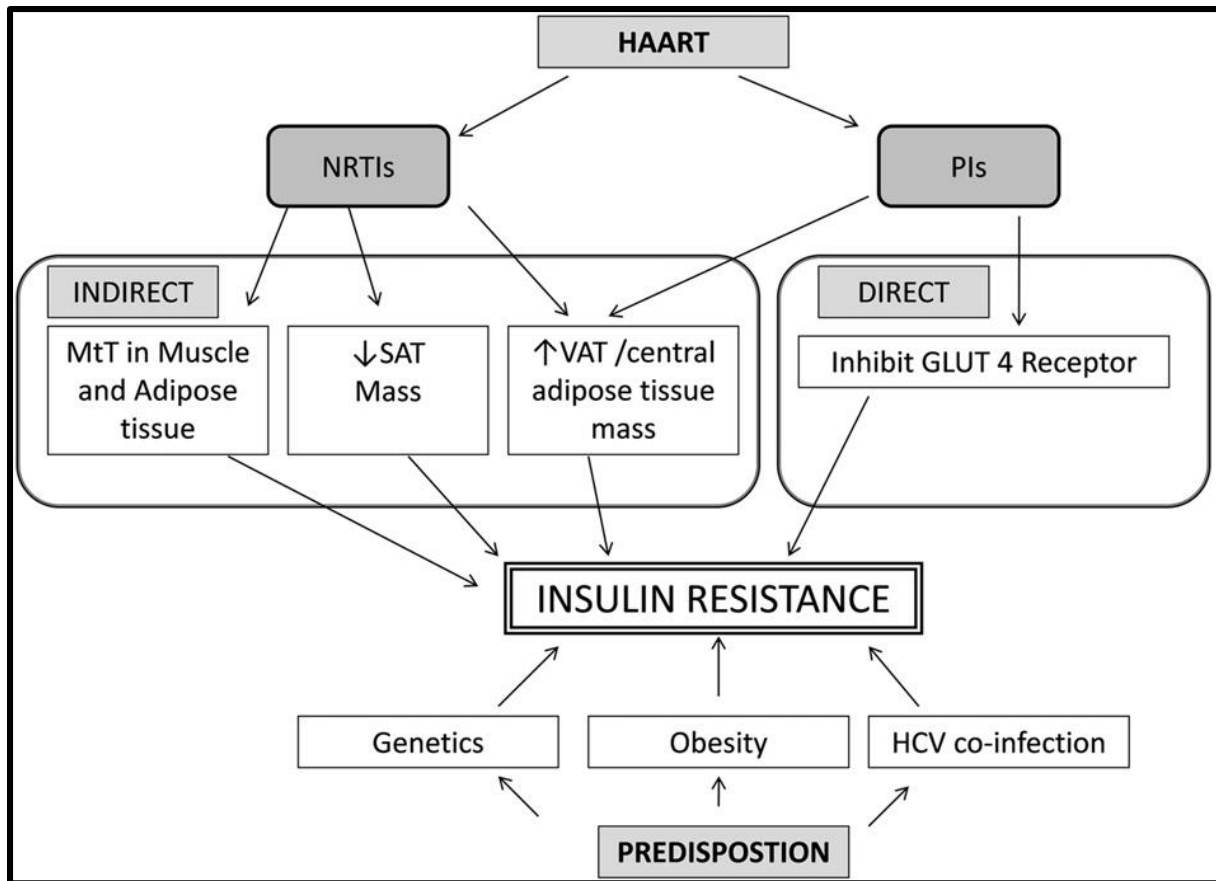 HAART
NRTIs
PIs
INDIRECT
MtT in Muscle
and Adipose
tissue
↓SAT
Mass
↑VAT /central
adipose tissue
mass
DIRECT
Inhibit GLUT 4 Receptor
INSULIN RESISTANCE
Genetics
Obesity
HCV co-infection
PREDISPOSTION